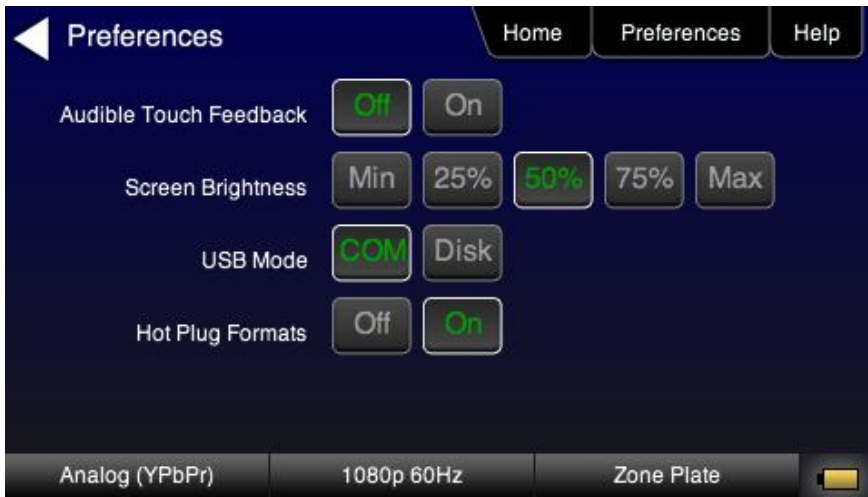 Preferences Home Preferences Help
Audible Touch Feedback Off On
Screen Brightness Min 25% 50% 75% Max
USB Mode COM Disk
Hot Plug Formats Off On
Analog (YPbPr) 1080p 60Hz Zone Plate